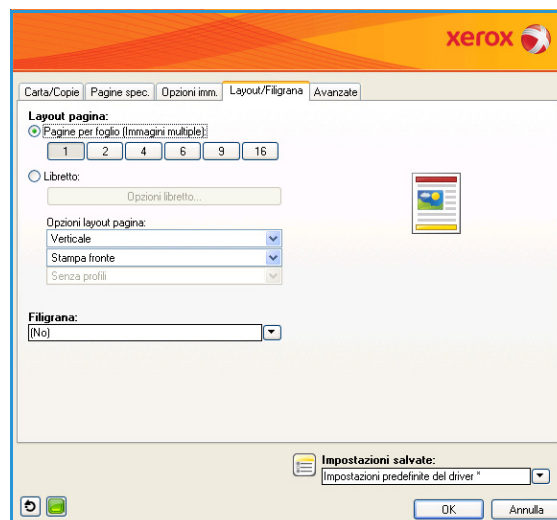 xerox
Carta/Copie Pagine spec. Opzioni imm. Layout/Filigrana Avanzate
Layout pagina:
Pagine per foglio (Immagini multiple):
1 2 4 6 9 16
Libretto:
Opzioni libretto...
Opzioni layout pagina:
Verticale
Stampa fronte
Senza profili
Filigrana:
(No)
Impostazioni salvate:
Impostazioni predefinite del driver *
OK Annulla